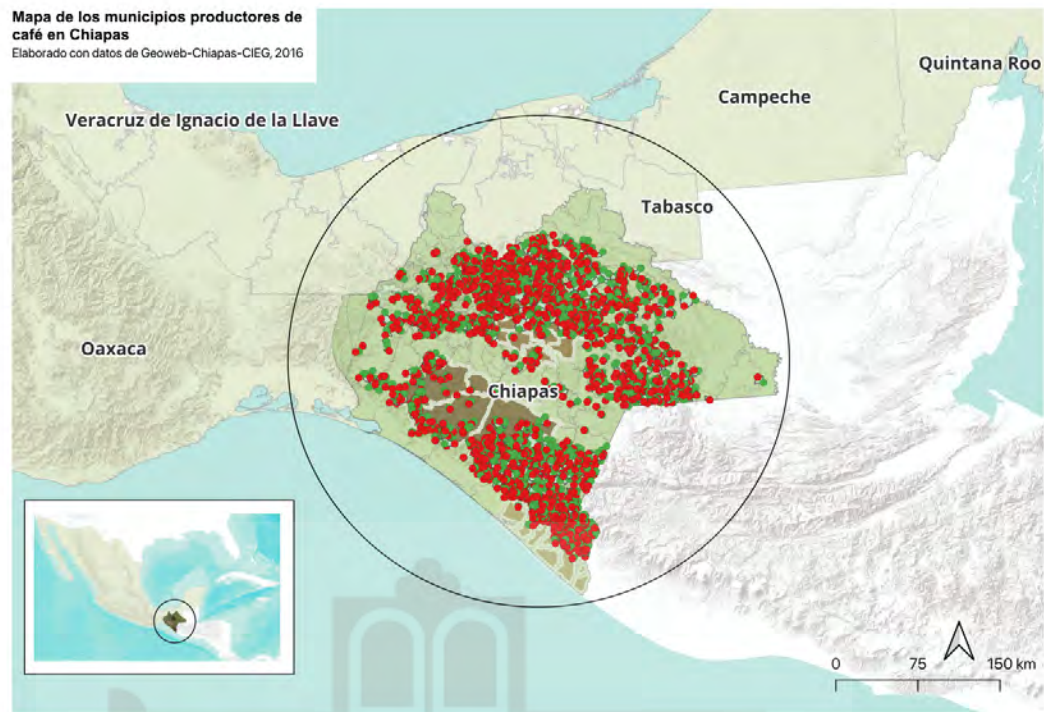 Mapa de los municipios productores de
café en Chiapas
Elaborado con datos de Geoweb-Chiapas-CIEG, 2016
Quintana Roo
Campeche
Veracruz de Ignacio de la Llave
Tabasco
Oaxaca
Chiapas
0 75 150 km